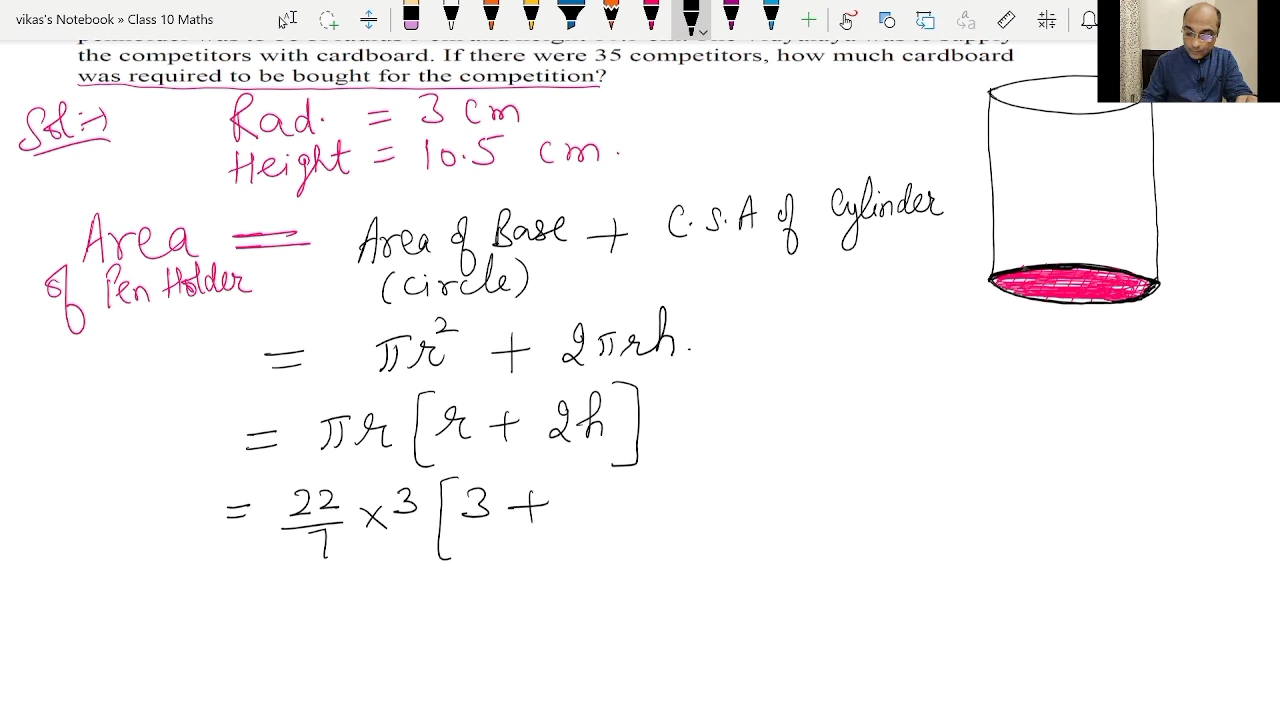 vikas's Notebook » Class 10 Maths
the competitors with cardboard. If there were 35 competitors, how much cardboard
was required to be bought for the competition?
Sol:→
Rad. = 3 cm
Height = 10.5 cm.
Area of Pen Holder = Area of Base (circle) + C.S.A of Cylinder
= πr² + 2πrh.
= πr [r + 2h]
= 22/7 × 3 [3 +